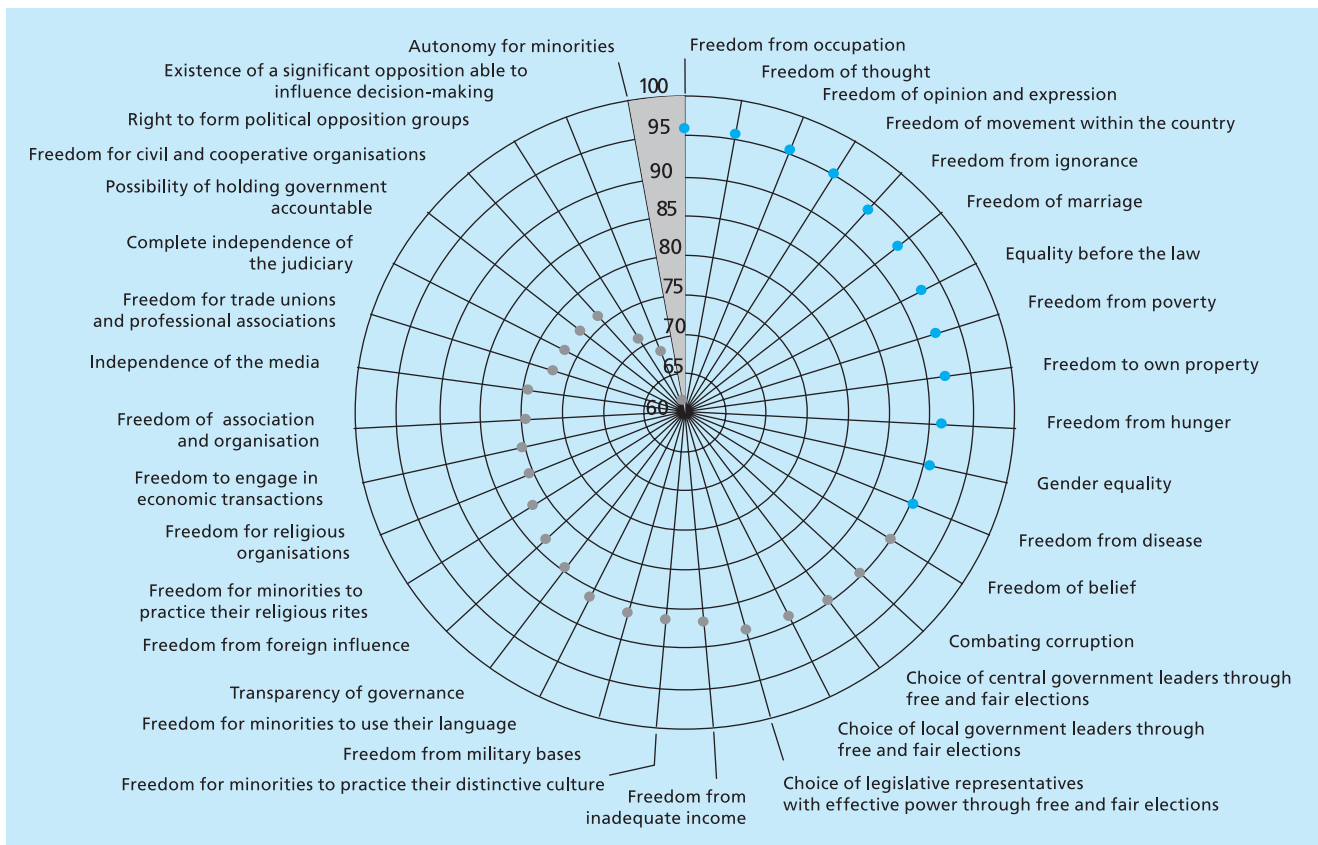 Autonomy for minorities
Freedom from occupation
Existence of a significant opposition able to
influence decision-making
Freedom of thought
Freedom of opinion and expression
Right to form political opposition groups
Freedom of movement within the country
Freedom for civil and cooperative organisations
Freedom from ignorance
Possibility of holding government
accountable
Freedom of marriage
Complete independence of
the judiciary
Equality before the law
Freedom for trade unions
and professional associations
Freedom from poverty
Independence of the media
Freedom to own property
Freedom of association
and organisation
Freedom from hunger
Freedom to engage in
economic transactions
Gender equality
Freedom for religious
organisations
Freedom from disease
Freedom for minorities to
practice their religious rites
Freedom of belief
Freedom from foreign influence
Combating corruption
Transparency of governance
Choice of central government leaders through
free and fair elections
Freedom for minorities to use their language
Choice of local government leaders through
free and fair elections
Freedom from military bases
Freedom for minorities to practice their distinctive culture
Freedom from
inadequate income
Choice of legislative representatives
with effective power through free and fair elections
100
95
90
85
80
75
70
65
60